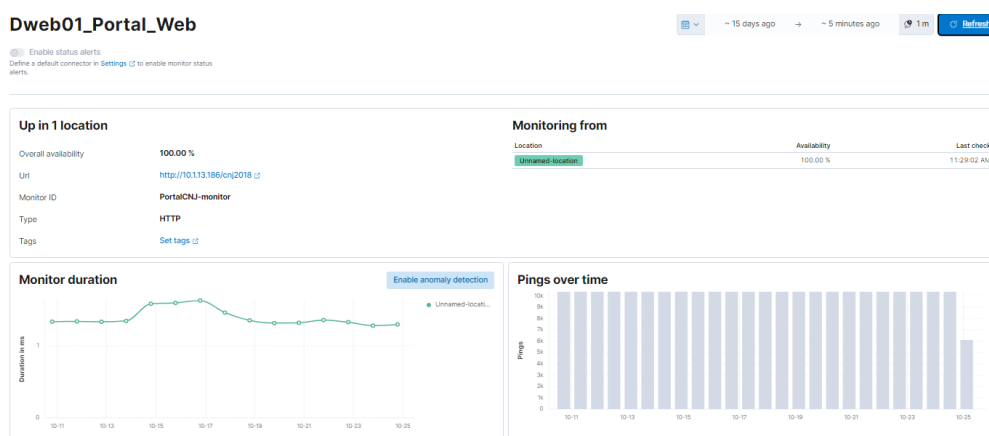 Dweb01_Portal_Web
~ 15 days ago → ~ 5 minutes ago 1 m Refresh
Enable status alerts
Define a default connector in Settings to enable monitor status
alerts.
Up in 1 location
Overall availability 100.00 %
Url http://10.1.13.186/cnj2018
Monitor ID PortalCNJ-monitor
Type HTTP
Tags Set tags
Monitoring from
Location Availability Last check
Unnamed-location 100.00 % 11:29:02 AM
Monitor duration
Enable anomaly detection
Unnamed-locati...
Duration in ms
1
0
10-11 10-13 10-15 10-17 10-19 10-21 10-23 10-25
Pings over time
Pings
10k
9k
8k
7k
6k
5k
4k
3k
2k
1k
0
10-11 10-13 10-15 10-17 10-19 10-21 10-23 10-25